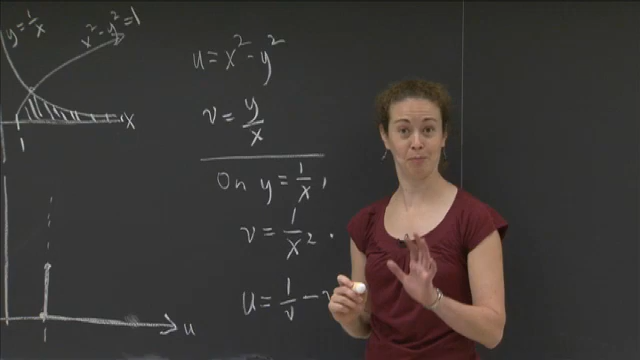 y = 1/x
x² - y² = 1
x
1
u
u = x² - y²
v = y/x
On y = 1/x,
v = 1/x².
u = 1/v -